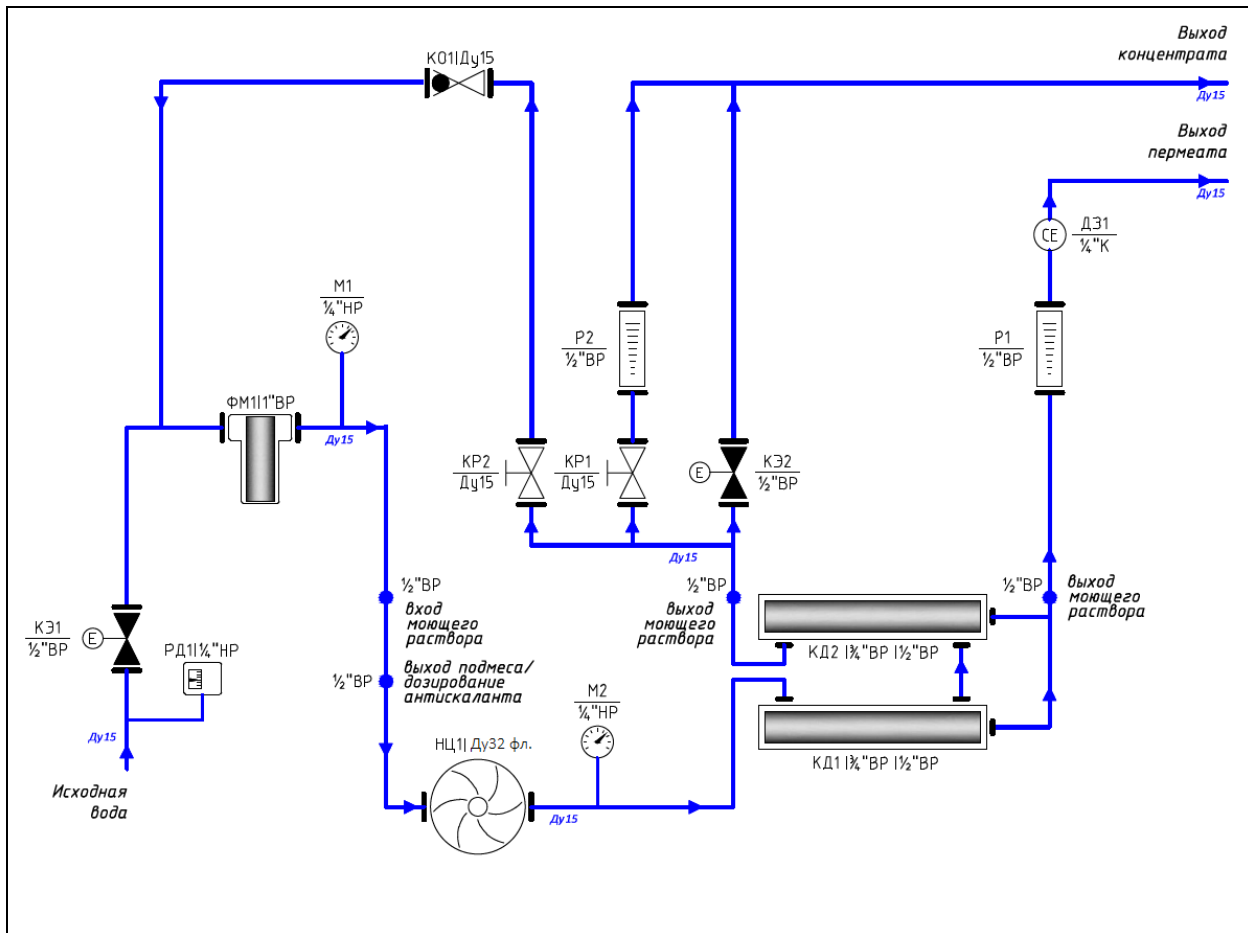 Выход
концентрата
Ду15
Выход
пермеата
Ду15
КО1|Ду15
ДЭ1
¼"К
CE
М1
¼"НР
Р2
½"ВР
Р1
½"ВР
ФМ1|1"ВР
Ду15
КР2
Ду15
КР1
Ду15
E
КЭ2
½"ВР
Ду15
½"ВР
вход
моющего
раствора
½"ВР
выход
моющего
раствора
½"ВР
выход
моющего
раствора
КЭ1
½"ВР
E
РД1|¼"НР
½"ВР
выход подмеса/
дозирование
антискаланта
КД2 |¾"ВР |½"ВР
М2
¼"НР
Ду15
НЦ1| Ду32 фл.
КД1 |¾"ВР |½"ВР
Исходная
вода
Ду15